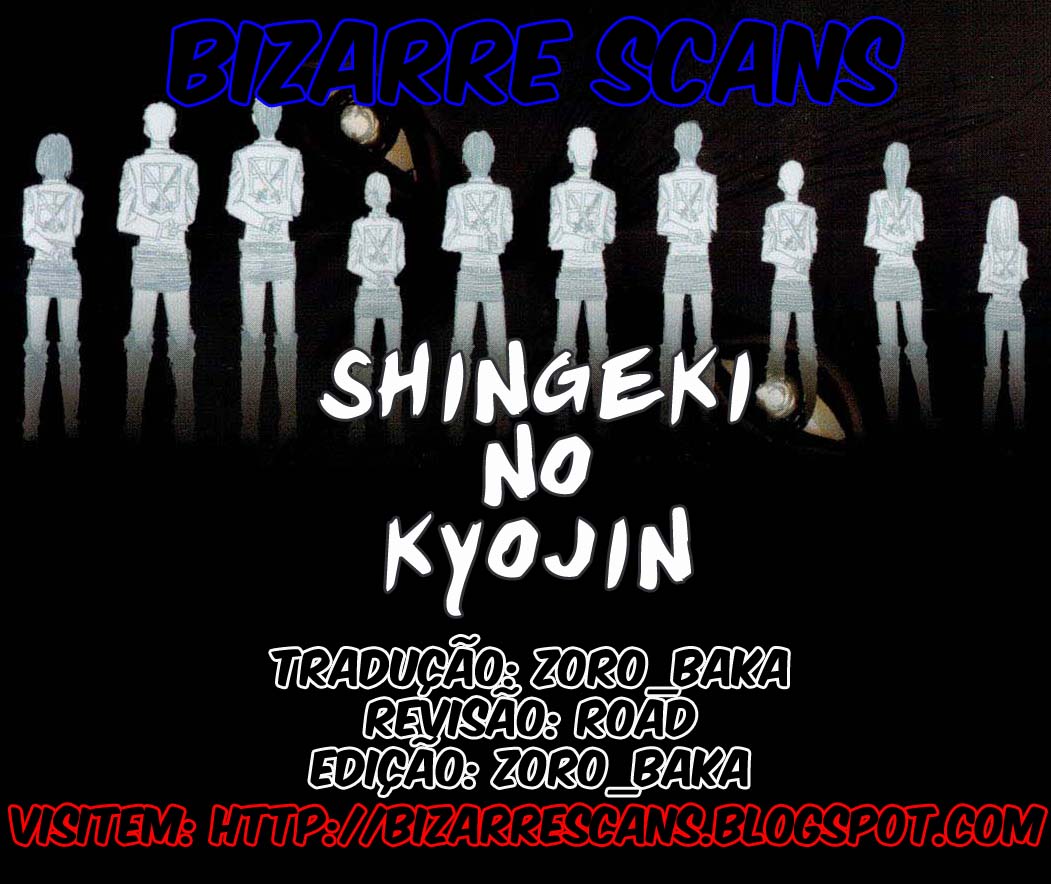 BIZARRE SCANS
SHINGEKI
NO
KYOJIN
TRADUÇÃO: ZORO_BAKA
REVISÃO: ROAD
EDIÇÃO: ZORO_BAKA
VISITEM: HTTP://BIZARRESCANS.BLOGSPOT.COM